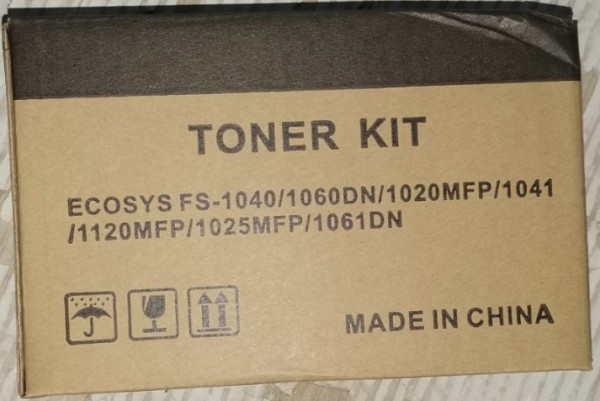 TONER KIT
ECOSYS FS-1040/1060DN/1020MFP/1041
/1120MFP/1025MFP/1061DN
MADE IN CHINA